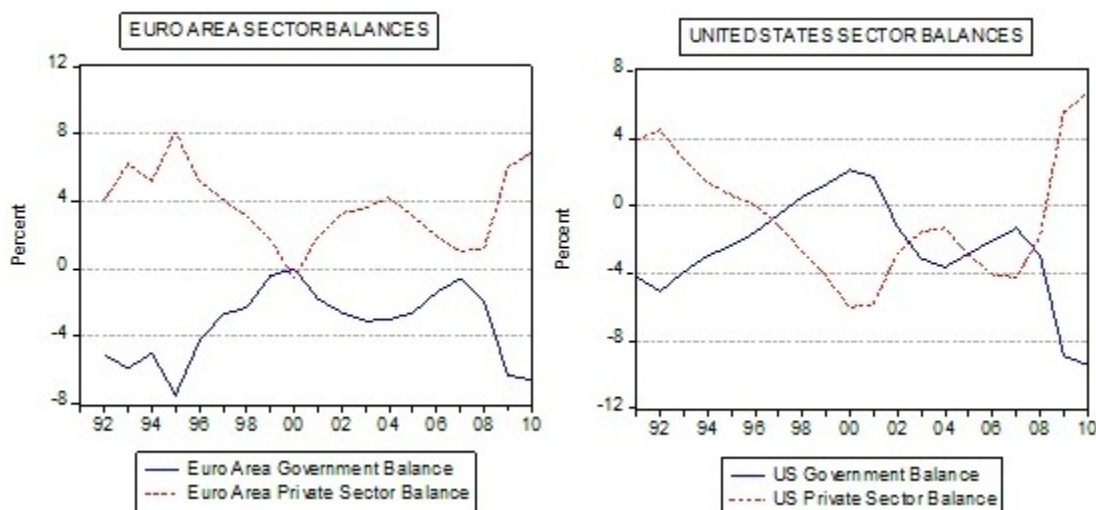 EURO AREA SECTOR BALANCES
12
8
4
0
-4
-8
Percent
92 94 96 98 00 02 04 06 08 10
Euro Area Government Balance
Euro Area Private Sector Balance
UNITED STATES SECTOR BALANCES
8
4
0
-4
-8
-12
Percent
92 94 96 98 00 02 04 06 08 10
US Government Balance
US Private Sector Balance